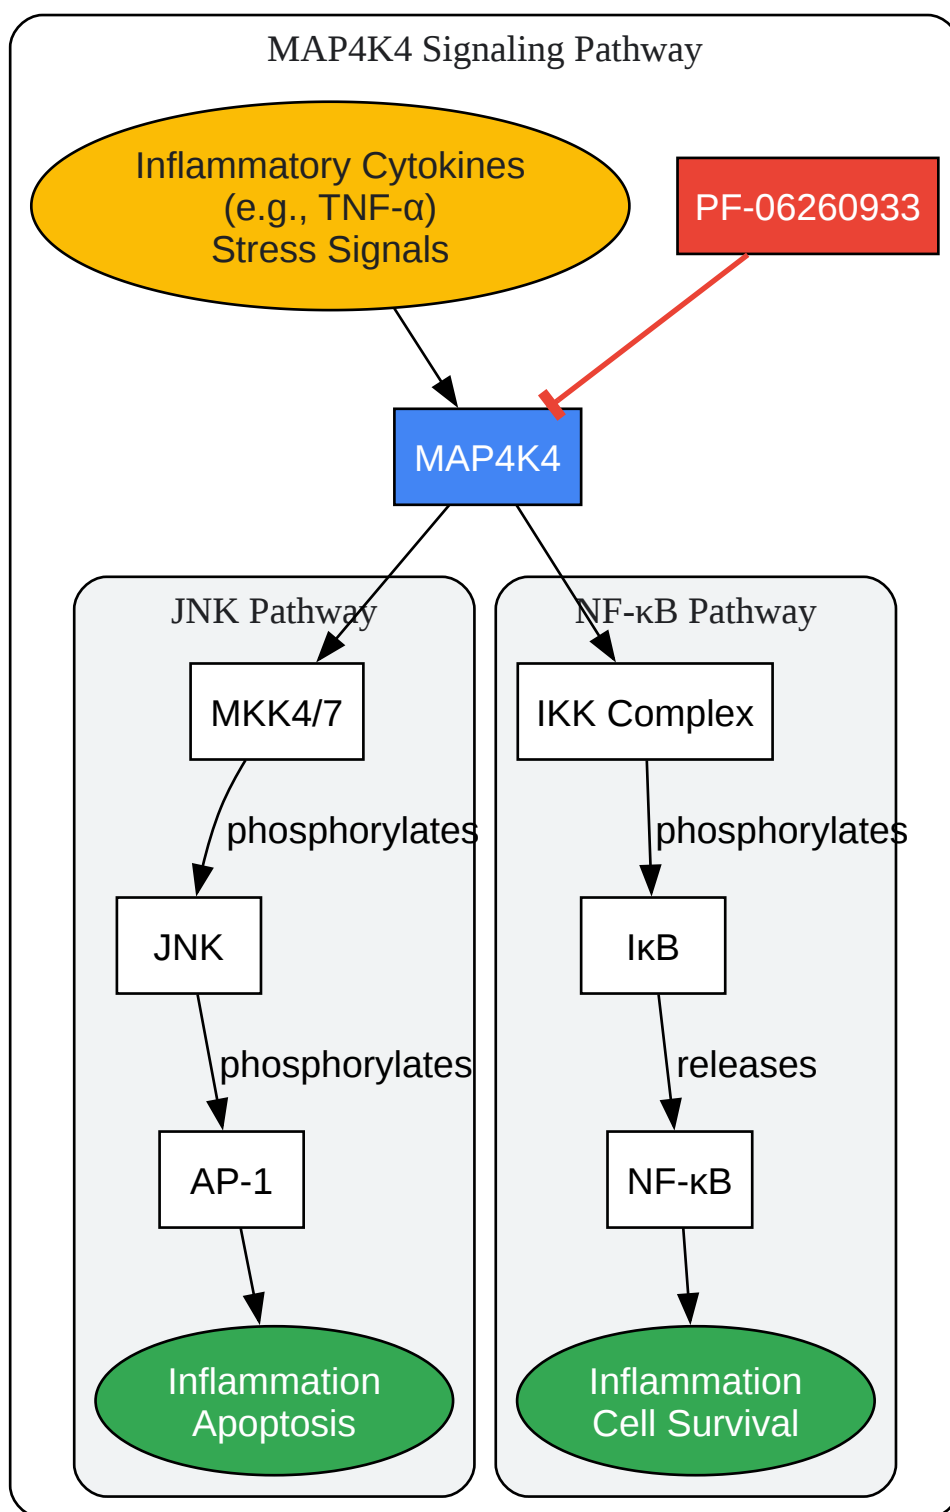 MAP4K4 Signaling Pathway
Inflammatory Cytokines
(e.g., TNF-α)
Stress Signals
PF-06260933
MAP4K4
JNK Pathway
NF-κB Pathway
MKK4/7
IKK Complex
phosphorylates
phosphorylates
JNK
IκB
phosphorylates
releases
AP-1
NF-κB
Inflammation
Apoptosis
Inflammation
Cell Survival